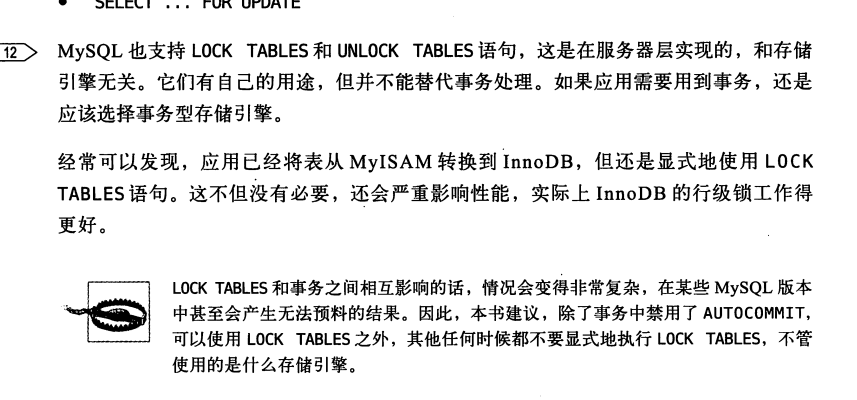 • SELECT ... FOR UPDATE
12 MySQL 也支持 LOCK TABLES 和 UNLOCK TABLES 语句，这是在服务器层实现的，和存储
引擎无关。它们有自己的用途，但并不能替代事务处理。如果应用需要用到事务，还是
应该选择事务型存储引擎。
经常可以发现，应用已经将表从 MyISAM 转换到 InnoDB，但还是显式地使用 LOCK
TABLES 语句。这不但没有必要，还会严重影响性能，实际上 InnoDB 的行级锁工作得
更好。
LOCK TABLES 和事务之间相互影响的话，情况会变得非常复杂，在某些 MySQL 版本
中甚至会产生无法预料的结果。因此，本书建议，除了事务中禁用了 AUTOCOMMIT，
可以使用 LOCK TABLES 之外，其他任何时候都不要显式地执行 LOCK TABLES，不管
使用的是什么存储引擎。